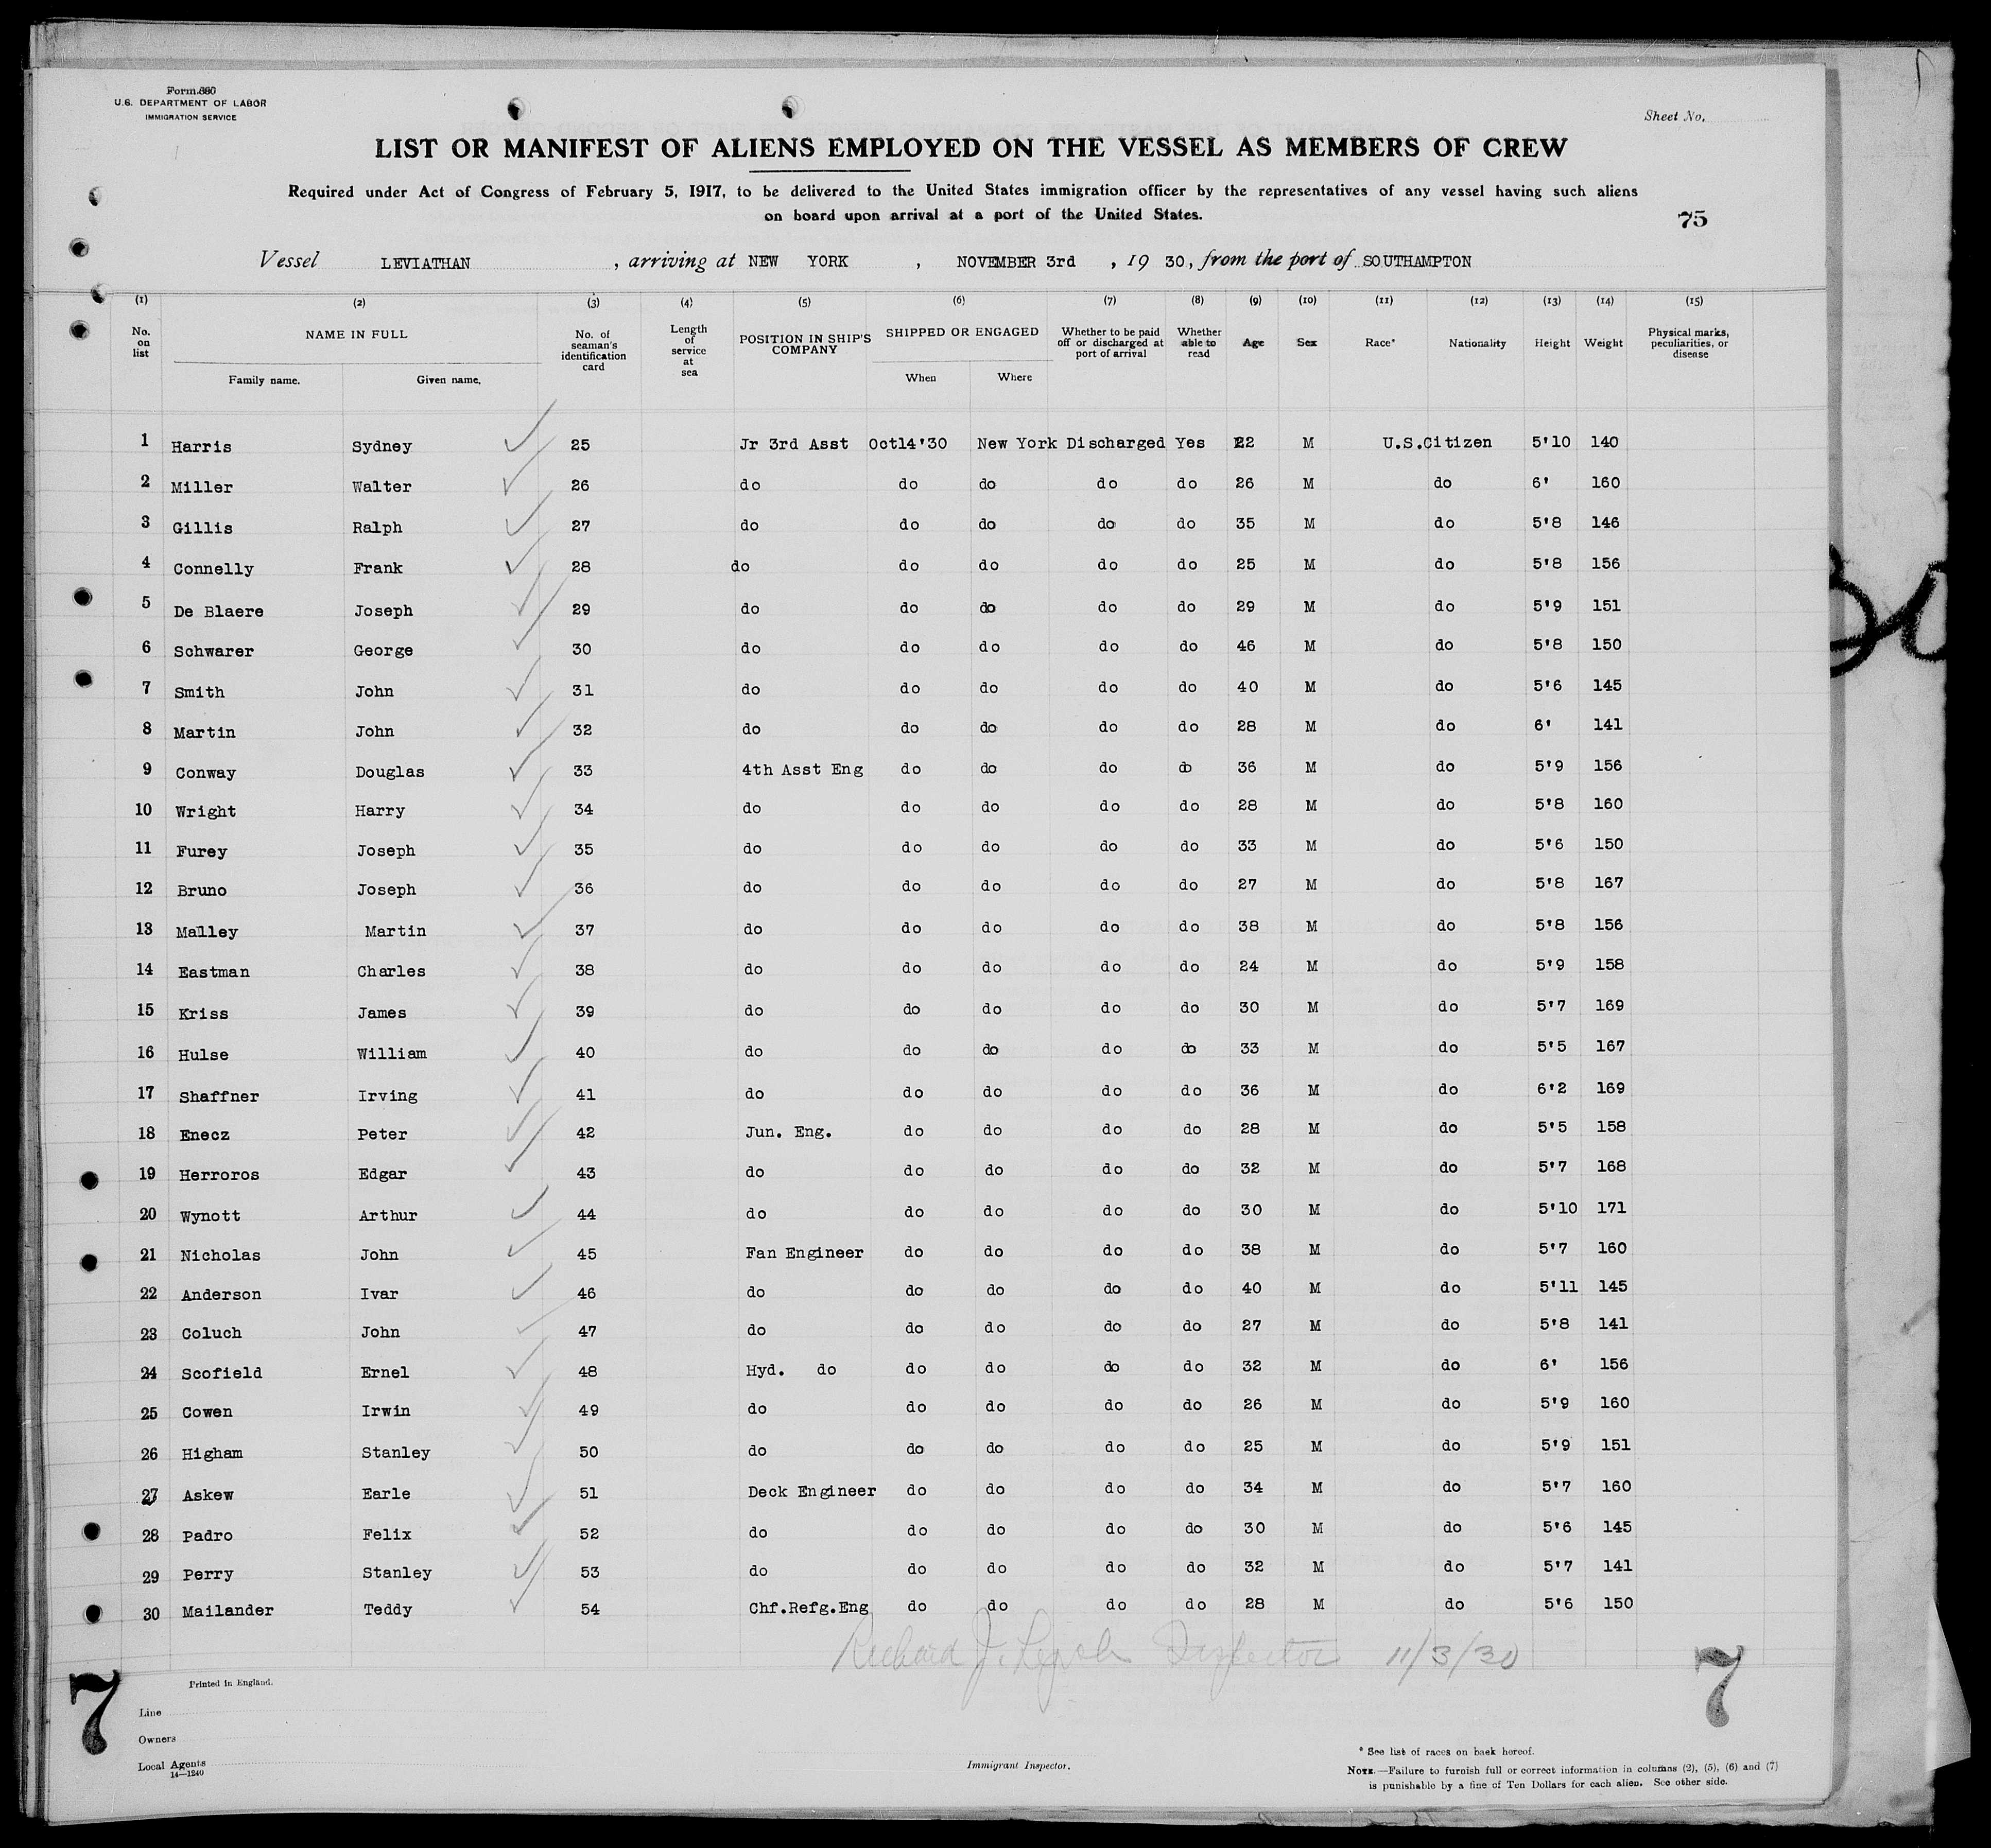 Form 680
U.S. DEPARTMENT OF LABOR
IMMIGRATION SERVICE
Sheet No.
LIST OR MANIFEST OF ALIENS EMPLOYED ON THE VESSEL AS MEMBERS OF CREW
Required under Act of Congress of February 5, 1917, to be delivered to the United States immigration officer by the representatives of any vessel having such aliens
on board upon arrival at a port of the United States.
75
Vessel LEVIATHAN , arriving at NEW YORK , NOVEMBER 3rd , 19 30, from the port of SOUTHAMPTON
(1) (2) (3) (4) (5) (6) (7) (8) (9) (10) (11) (12) (13) (14) (15)
No. on list NAME IN FULL Family name. Given name. No. of seaman's identification card Length of service at sea POSITION IN SHIP'S COMPANY SHIPPED OR ENGAGED When Where Whether to be paid off or discharged at port of arrival Whether able to read Age Sex Race* Nationality Height Weight Physical marks, peculiarities, or disease
1 Harris Sydney 25 Jr 3rd Asst Oct14'30 New York Discharged Yes 22 M U.S.Citizen 5'10 140
2 Miller Walter 26 do do do do do 26 M do 6' 160
3 Gillis Ralph 27 do do do do do 35 M do 5'8 146
4 Connelly Frank 28 do do do do do 25 M do 5'8 156
5 De Blaere Joseph 29 do do do do do 29 M do 5'9 151
6 Schwarer George 30 do do do do do 46 M do 5'8 150
7 Smith John 31 do do do do do 40 M do 5'6 145
8 Martin John 32 do do do do do 28 M do 6' 141
9 Conway Douglas 33 4th Asst Eng do do do do 36 M do 5'9 156
10 Wright Harry 34 do do do do do 28 M do 5'8 160
11 Furey Joseph 35 do do do do do 33 M do 5'6 150
12 Bruno Joseph 36 do do do do do 27 M do 5'8 167
13 Malley Martin 37 do do do do do 38 M do 5'8 156
14 Eastman Charles 38 do do do do do 24 M do 5'9 158
15 Kriss James 39 do do do do do 30 M do 5'7 169
16 Hulse William 40 do do do do do 33 M do 5'5 167
17 Shaffner Irving 41 do do do do do 36 M do 6'2 169
18 Enecz Peter 42 Jun. Eng. do do do do 28 M do 5'5 158
19 Herroros Edgar 43 do do do do do 32 M do 5'7 168
20 Wynott Arthur 44 do do do do do 30 M do 5'10 171
21 Nicholas John 45 Fan Engineer do do do do 38 M do 5'7 160
22 Anderson Ivar 46 do do do do do 40 M do 5'11 145
23 Coluch John 47 do do do do do 27 M do 5'8 141
24 Scofield Ernel 48 Hyd. do do do do do 32 M do 6' 156
25 Cowen Irwin 49 do do do do do 26 M do 5'9 160
26 Higham Stanley 50 do do do do do 25 M do 5'9 151
27 Askew Earle 51 Deck Engineer do do do do 34 M do 5'7 160
28 Padro Felix 52 do do do do do 30 M do 5'6 145
29 Perry Stanley 53 do do do do do 32 M do 5'7 141
30 Mailander Teddy 54 Chf.Refg.Eng do do do do 28 M do 5'6 150
Richard J. Inspector 11/3/30
7 7
Printed in England.
Line
Owners
Local Agents
14—1240
Immigrant Inspector.
* See list of races on back hereof.
NOTE.—Failure to furnish full or correct information in columns (2), (5), (6) and (7)
is punishable by a fine of Ten Dollars for each alien. See other side.